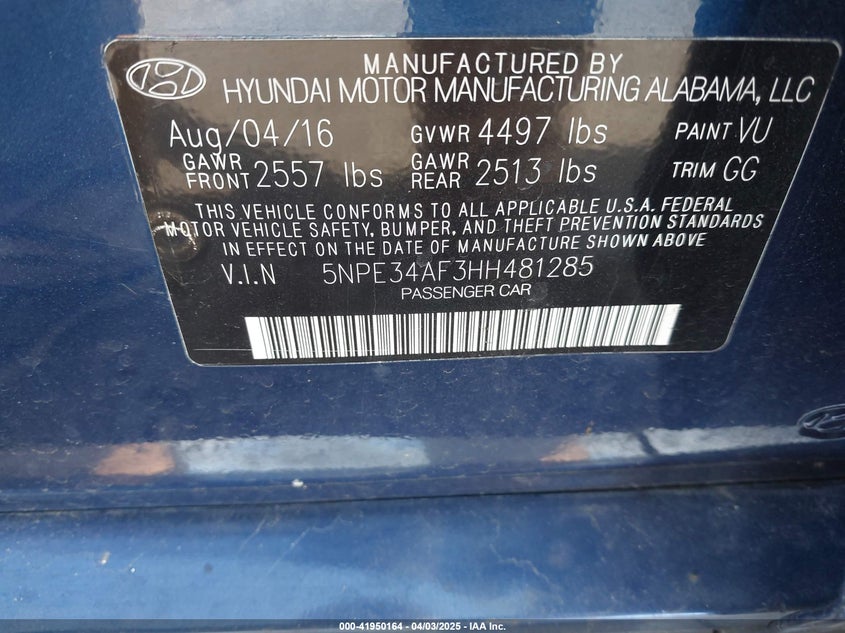 MANUFACTURED BY
HYUNDAI MOTOR MANUFACTURING ALABAMA, LLC
Aug/04/16 GVWR 4497 lbs PAINT VU
GAWR FRONT 2557 lbs GAWR REAR 2513 lbs TRIM GG
THIS VEHICLE CONFORMS TO ALL APPLICABLE U.S.A. FEDERAL
MOTOR VEHICLE SAFETY, BUMPER, AND THEFT PREVENTION STANDARDS
IN EFFECT ON THE DATE OF MANUFACTURE SHOWN ABOVE
V.I.N 5NPE34AF3HH481285
PASSENGER CAR
000-41950164 - 04/03/2025 - IAA Inc.